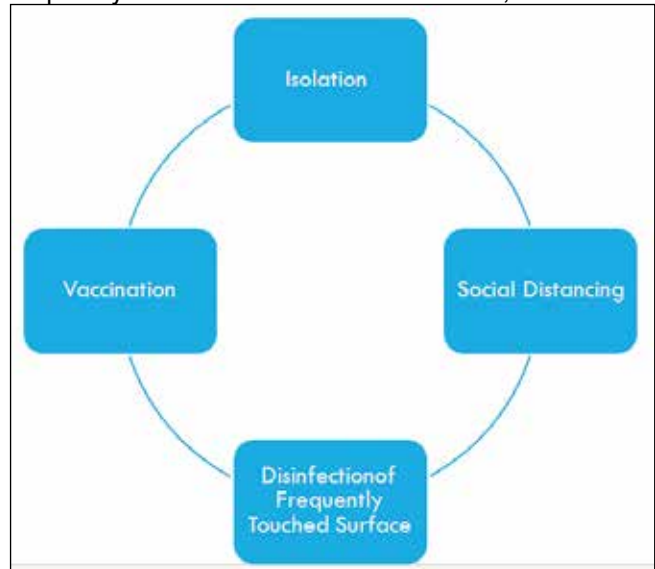 Isolation
Vaccination
Social Distancing
Disinfectionof
Frequently
Touched Surface